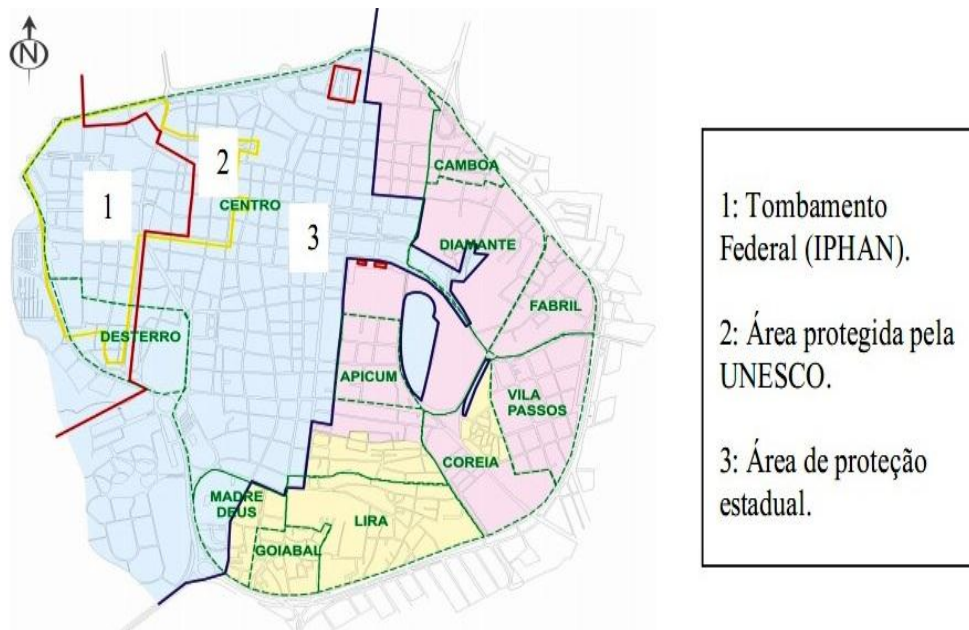 N
1
2
3
CENTRO
CAMBOA
DIAMANTE
FABRIL
DESTERRO
APICUM
VILA
PASSOS
COREIA
MADRE
DEUS
LIRA
GOIABAL
1: Tombamento
Federal (IPHAN).
2: Área protegida pela
UNESCO.
3: Área de proteção
estadual.